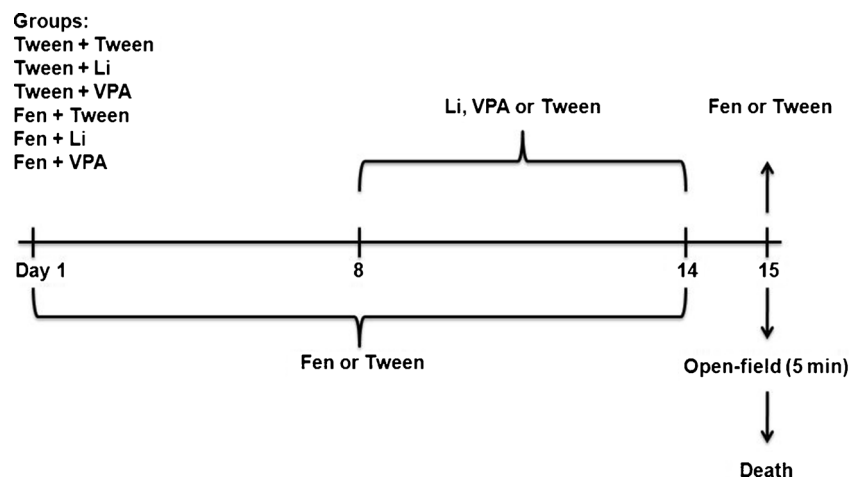 Groups:
Tween + Tween
Tween + Li
Tween + VPA
Fen + Tween
Fen + Li
Fen + VPA
Li, VPA or Tween
Fen or Tween
Day 1
8
14
15
Fen or Tween
Open-field (5 min)
Death